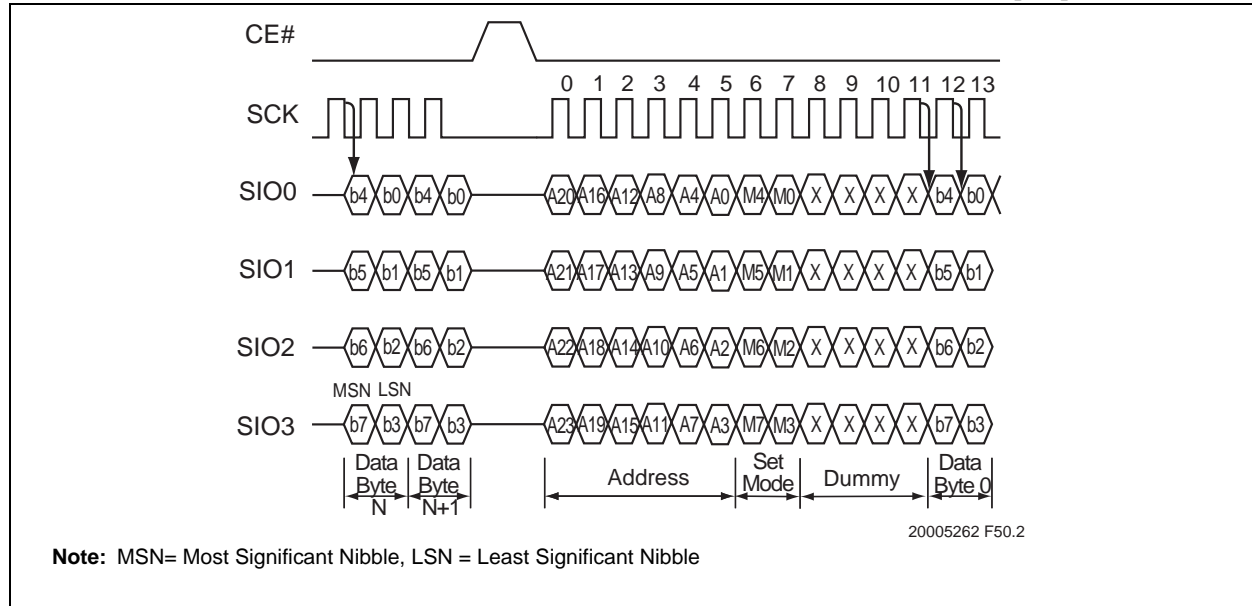 CE#
0 1 2 3 4 5 6 7 8 9 10 11 12 13
SCK
SIO0 b4 b0 b4 b0 A20 A16 A12 A8 A4 A0 M4 M0 X X X X b4 b0
SIO1 b5 b1 b5 b1 A21 A17 A13 A9 A5 A1 M5 M1 X X X X b5 b1
SIO2 b6 b2 b6 b2 A22 A18 A14 A10 A6 A2 M6 M2 X X X X b6 b2
MSN LSN
SIO3 b7 b3 b7 b3 A23 A19 A15 A11 A7 A3 M7 M3 X X X X b7 b3
Data Byte N
Data Byte N+1
Address
Set Mode
Dummy
Data Byte 0
20005262 F50.2
Note: MSN= Most Significant Nibble, LSN = Least Significant Nibble